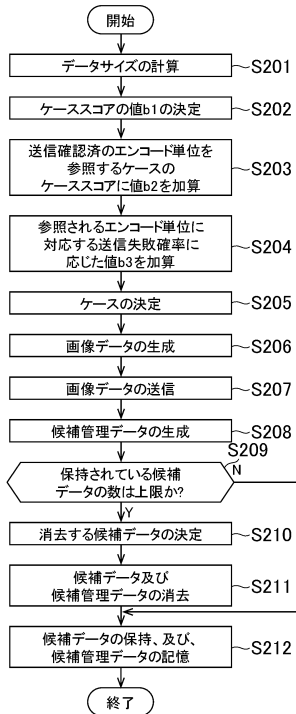 開始
データサイズの計算
S201
ケーススコアの値b1の決定
S202
送信確認済のエンコード単位を
参照するケースの
ケーススコアに値b2を加算
S203
参照されるエンコード単位に
対応する送信失敗確率に
応じた値b3を加算
S204
ケースの決定
S205
画像データの生成
S206
画像データの送信
S207
候補管理データの生成
S208
S209
保持されている候補
データの数は上限か?
N
Y
消去する候補データの決定
S210
候補データ及び
候補管理データの消去
S211
候補データの保持、及び、
候補管理データの記憶
S212
終了